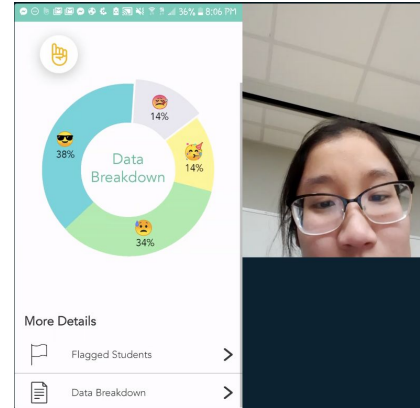 36% 8:06 PM
14%
38%
14%
Data
Breakdown
34%
More Details
Flagged Students
Data Breakdown